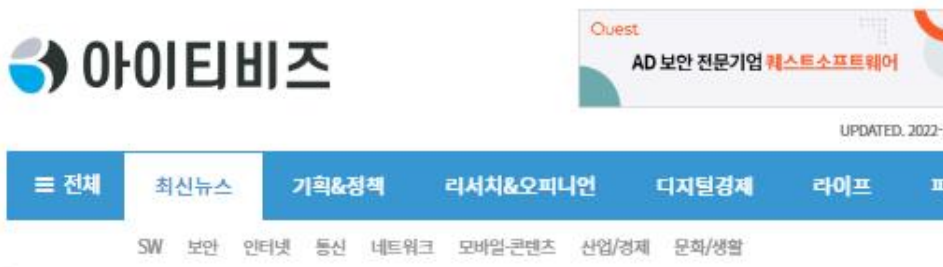 아이티비즈
Quest
AD 보안 전문기업 퀘스트소프트웨어
UPDATED. 2022-
전체 최신뉴스 기획&정책 리서치&오피니언 디지털경제 라이프
SW 보안 인터넷 통신 네트워크 모바일·콘텐츠 산업/경제 문화/생활